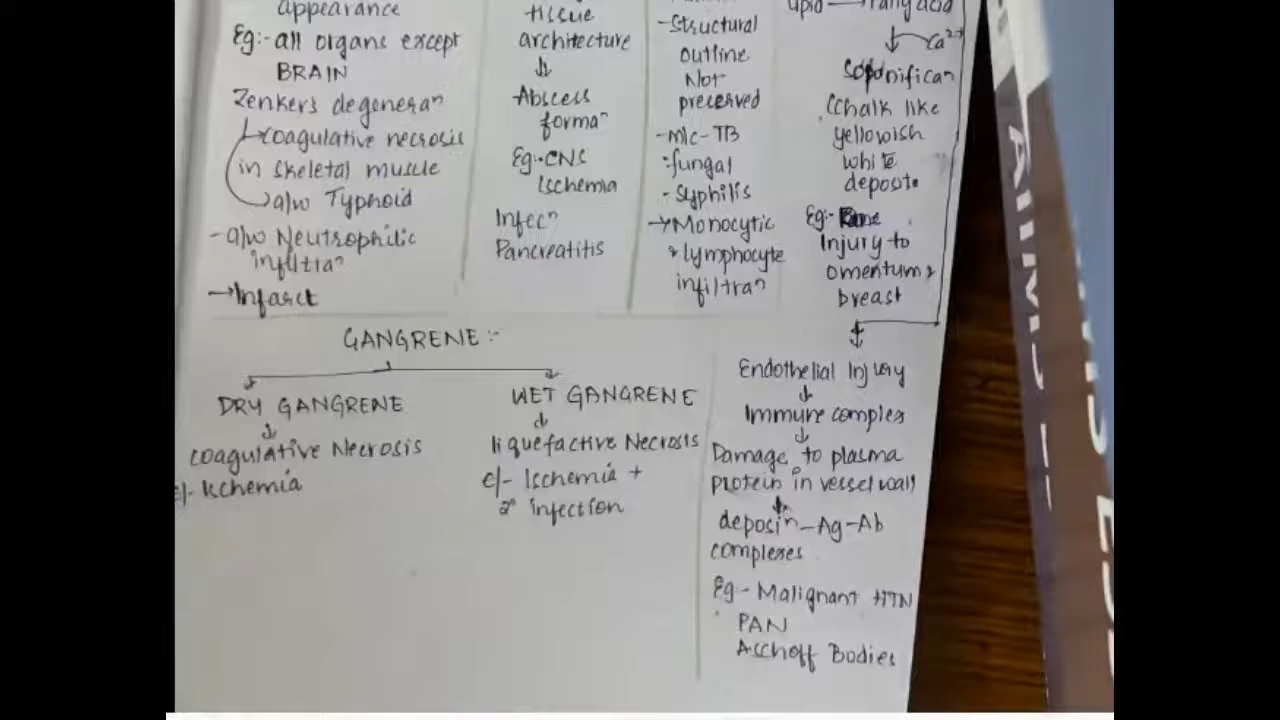 appearance
Eg:- all organs except
BRAIN
Zenkers degeneraⁿ
coagulative necrosis
in skeletal muscle
a/w Typhoid
- a/w Neutrophilic
infiltraⁿ
→ Infarct
tissue
architecture
Abscess
formaⁿ
Eg:- CNS
Ischemia
Infecⁿ
Pancreatitis
- Structural
outline
Not
preserved
- M/c - TB
fungal
- Syphilis
→ Monocytic
& lymphocyte
infiltraⁿ
lipid → Fatty acid
Ca²⁺
Soponificaⁿ
(chalk like
yellowish
white
deposits
Eg:-
Injury to
omentum &
breast
GANGRENE :-
DRY GANGRENE
coagulative Necrosis
c/- Ischemia
WET GANGRENE
liquefactive Necrosis
c/- Ischemia +
2° infection
Endothelial Injury
Immune complex
Damage to plasma
protein in vessel wall
deposiⁿ - Ag - Ab
complexes
Eg - Malignant HTN
PAN
Aschoff Bodies
AIIMS